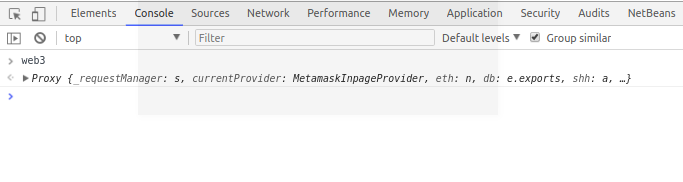 Elements Console Sources Network Performance Memory Application Security Audits NetBeans
top Filter Default levels Group similar
web3
Proxy {_requestManager: s, currentProvider: MetamaskInpageProvider, eth: n, db: e.exports, shh: a, …}